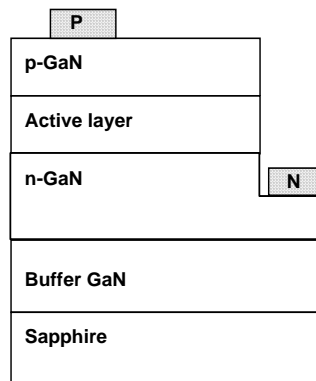 P
p-GaN
Active layer
n-GaN
N
Buffer GaN
Sapphire